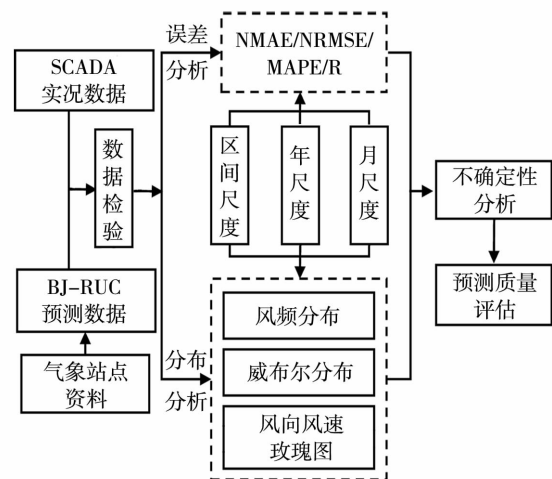 SCADA
实况数据
数据检验
BJ-RUC
预测数据
气象站点
资料
误差
分析
NMAE/NRMSE/
MAPE/R
区间尺度
年尺度
月尺度
分布
分析
风频分布
威布尔分布
风向风速
玫瑰图
不确定性
分析
预测质量
评估